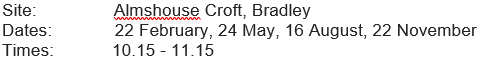 Site: Almshouse Croft, Bradley
Dates: 22 February, 24 May, 16 August, 22 November
Times: 10.15 - 11.15